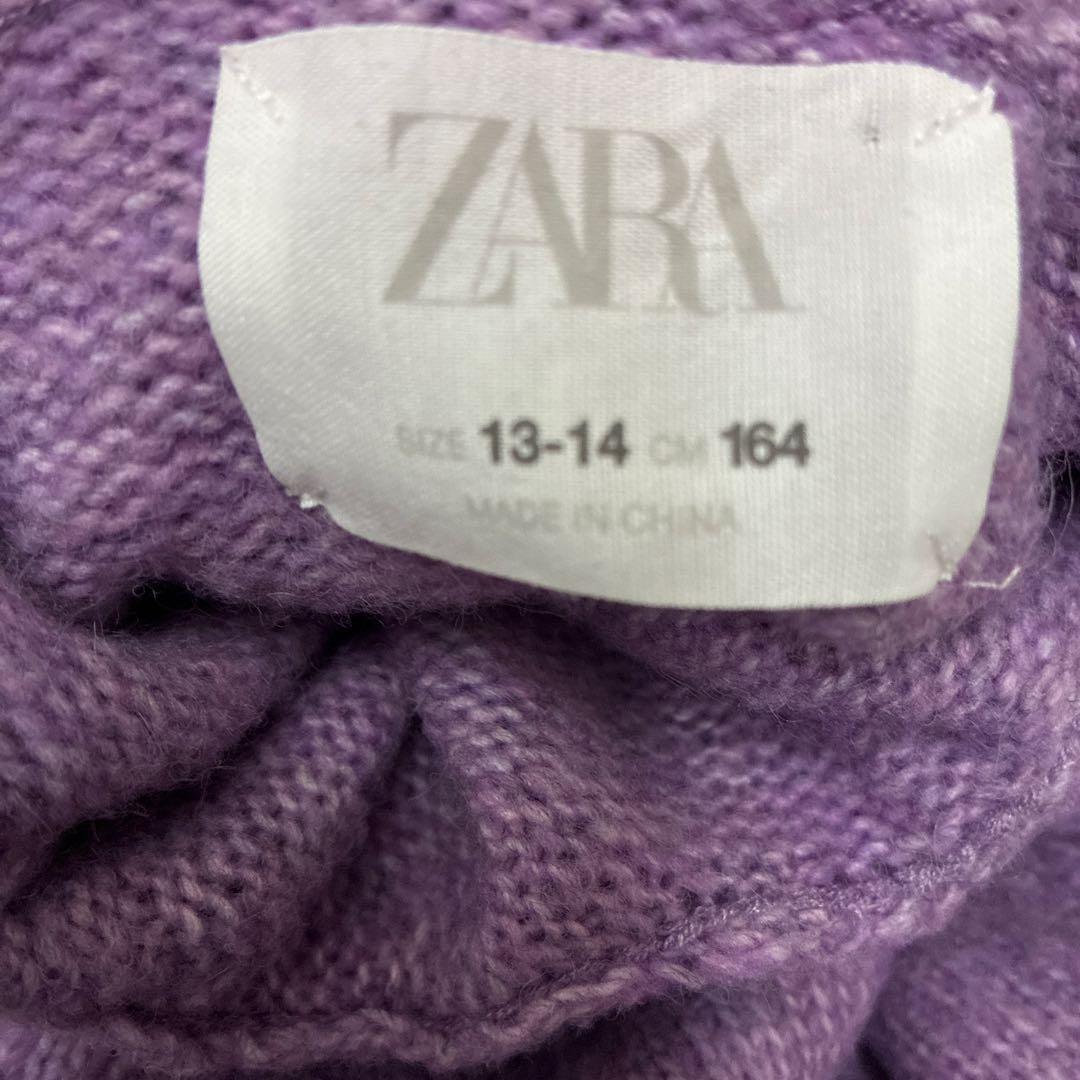 ZARA
SIZE 13-14 CM 164
MADE IN CHINA